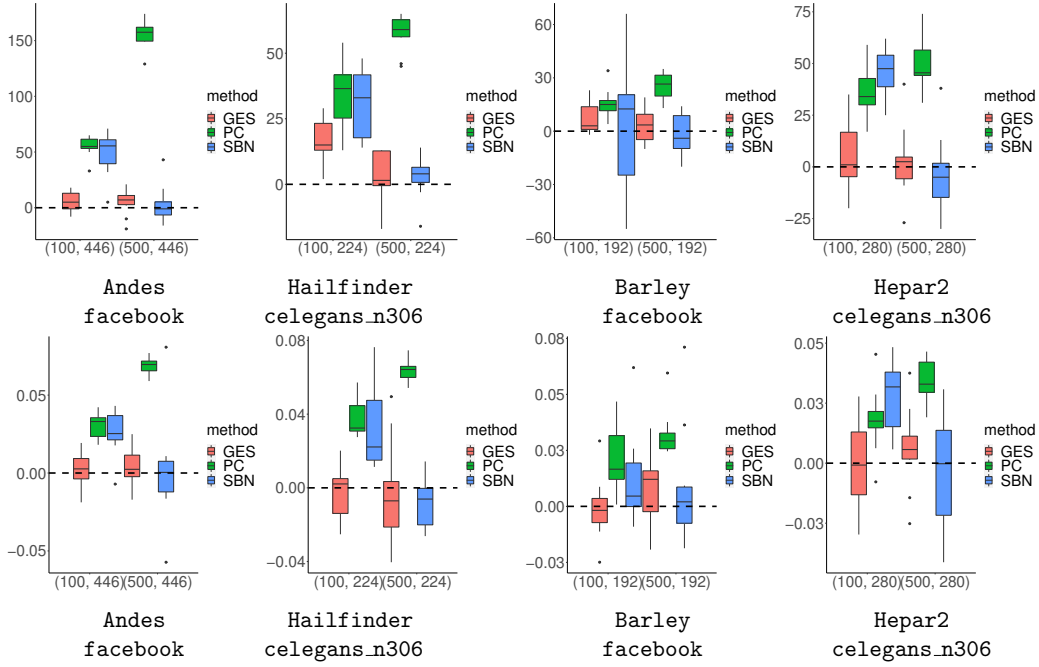 150
100
50
0
(100, 446) (500, 446)
method
GES
PC
SBN
Andes
facebook
50
25
0
(100, 224) (500, 224)
method
GES
PC
SBN
Hailfinder
celegans_n306
60
30
0
−30
−60
(100, 192) (500, 192)
method
GES
PC
SBN
Barley
facebook
75
50
25
0
−25
(100, 280) (500, 280)
method
GES
PC
SBN
Hepar2
celegans_n306
0.05
0.00
−0.05
(100, 446) (500, 446)
method
GES
PC
SBN
Andes
facebook
0.08
0.04
0.00
−0.04
(100, 224) (500, 224)
method
GES
PC
SBN
Hailfinder
celegans_n306
0.08
0.03
0.00
−0.03
(100, 192) (500, 192)
method
GES
PC
SBN
Barley
facebook
0.05
0.03
0.00
−0.03
(100, 280) (500, 280)
method
GES
PC
SBN
Hepar2
celegans_n306